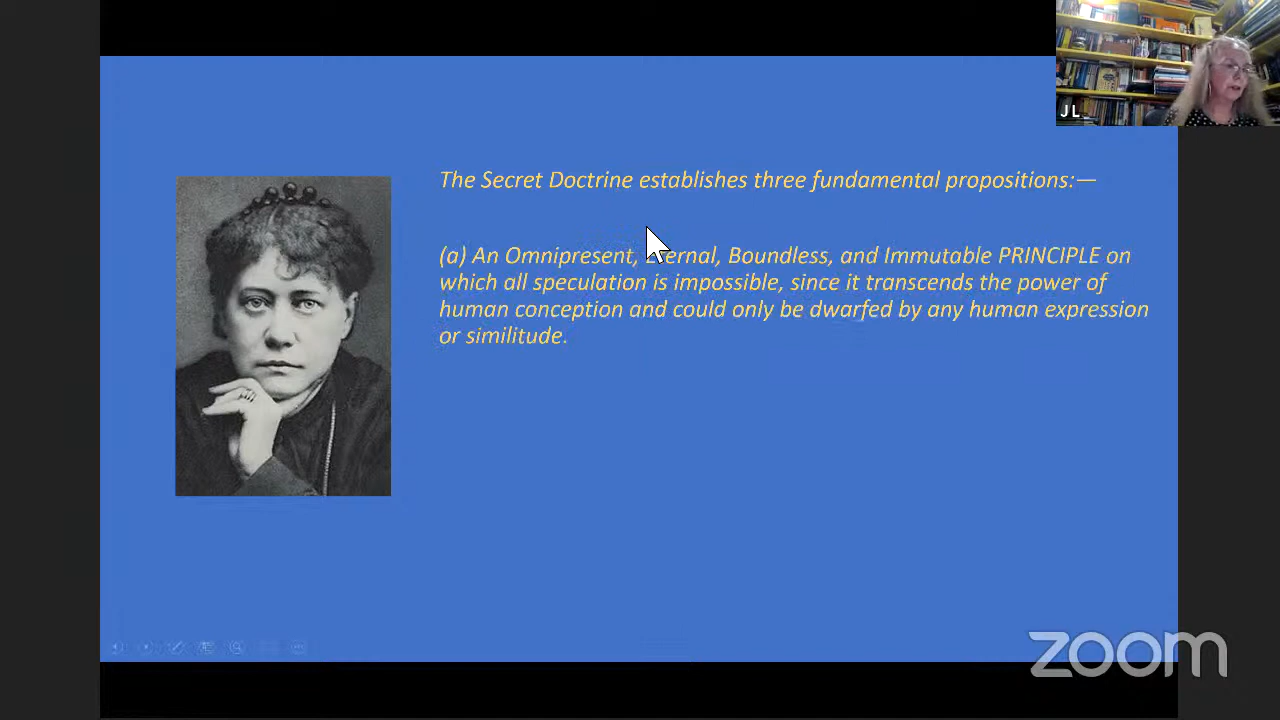 JL
The Secret Doctrine establishes three fundamental propositions:—
(a) An Omnipresent, Eternal, Boundless, and Immutable PRINCIPLE on
which all speculation is impossible, since it transcends the power of
human conception and could only be dwarfed by any human expression
or similitude.
zoom